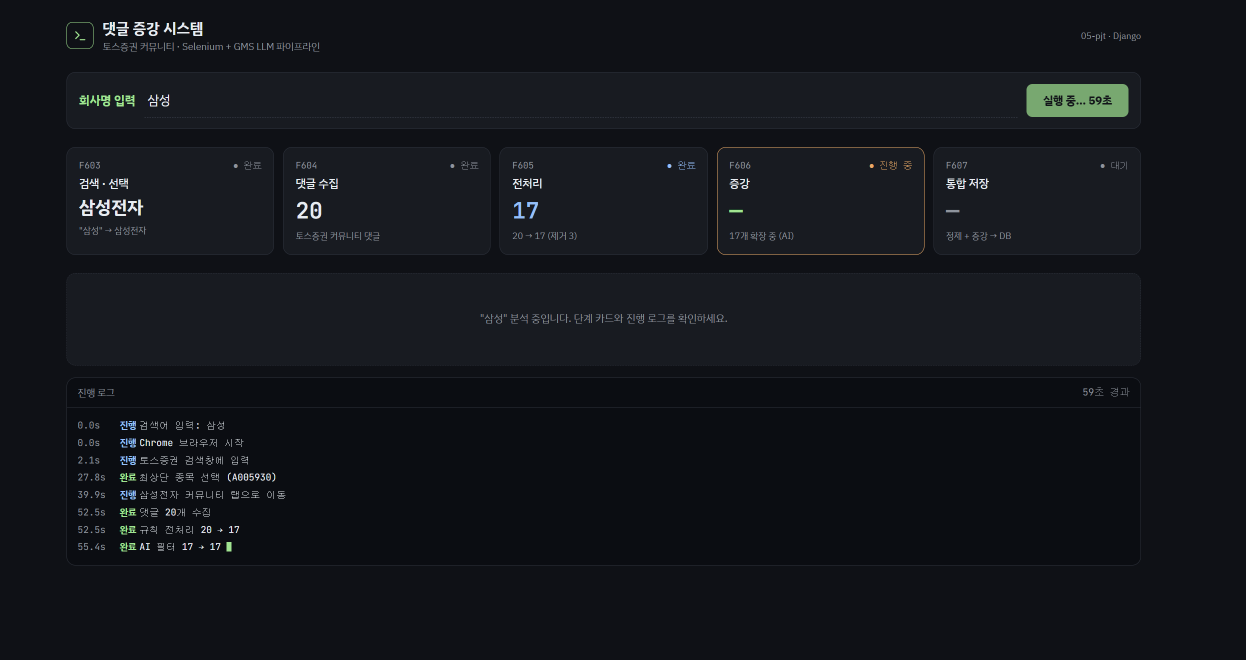 >_
댓글 증강 시스템
토스증권 커뮤니티 · Selenium + GMS LLM 파이프라인
05-pjt · Django
회사명 입력 삼성 실행 중... 59초
F603 • 완료
검색 · 선택
삼성전자
"삼성" → 삼성전자
F604 • 완료
댓글 수집
20
토스증권 커뮤니티 댓글
F605 • 완료
전처리
17
20 → 17 (제거 3)
F606 • 진행 중
증강
—
17개 확장 중 (AI)
F607 • 대기
통합 저장
—
정제 + 증강 → DB
"삼성" 분석 중입니다. 단계 카드와 진행 로그를 확인하세요.
진행 로그 59초 경과
0.0s 진행 검색어 입력: 삼성
0.0s 진행 Chrome 브라우저 시작
2.1s 진행 토스증권 검색창에 입력
27.8s 완료 최상단 종목 선택 (A005930)
39.9s 진행 삼성전자 커뮤니티 탭으로 이동
52.5s 완료 댓글 20개 수집
52.5s 완료 규칙 전처리 20 → 17
55.4s 완료 AI 필터 17 → 17